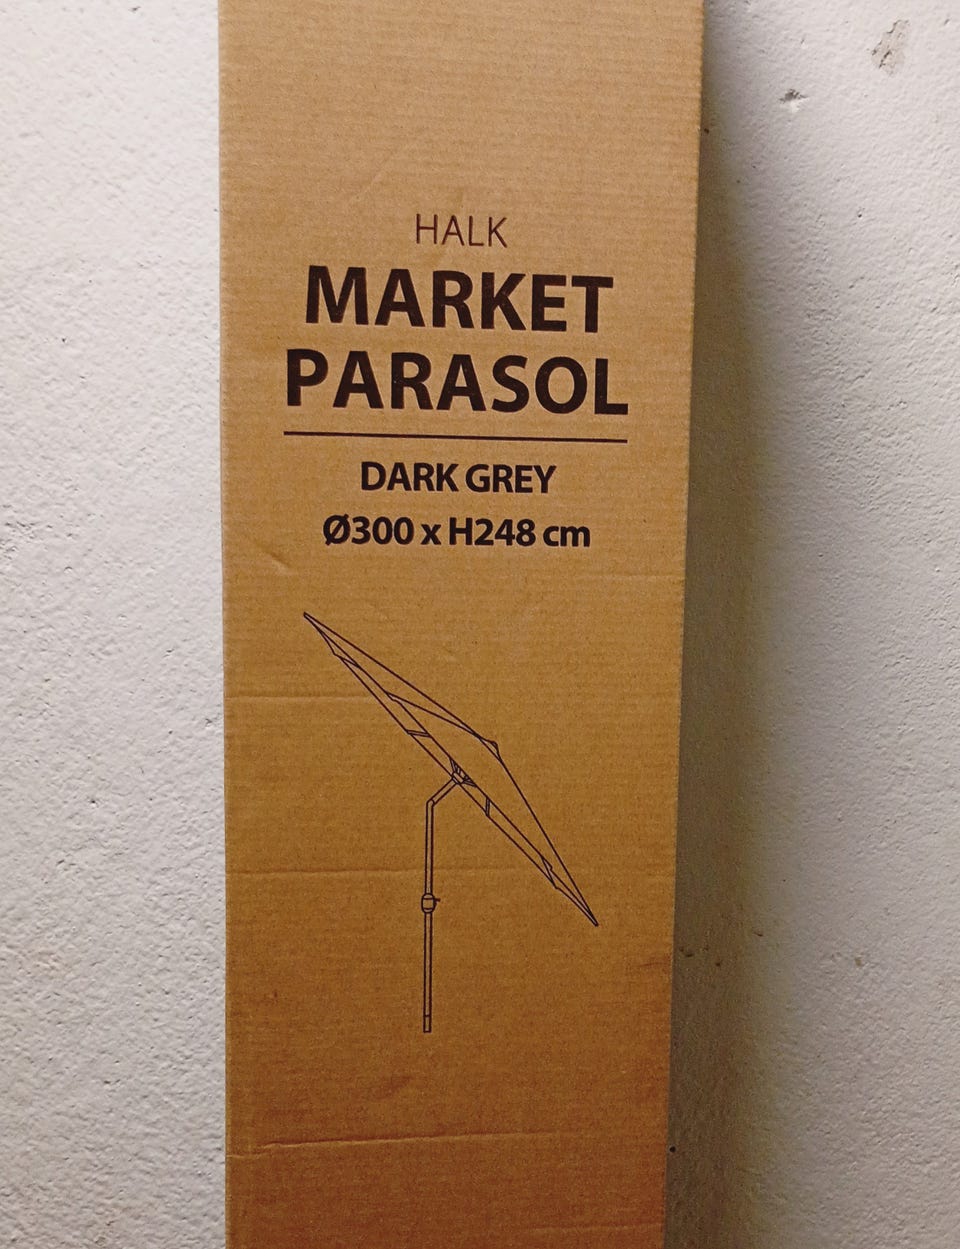 HALK
MARKET
PARASOL
DARK GREY
Ø300 x H248 cm